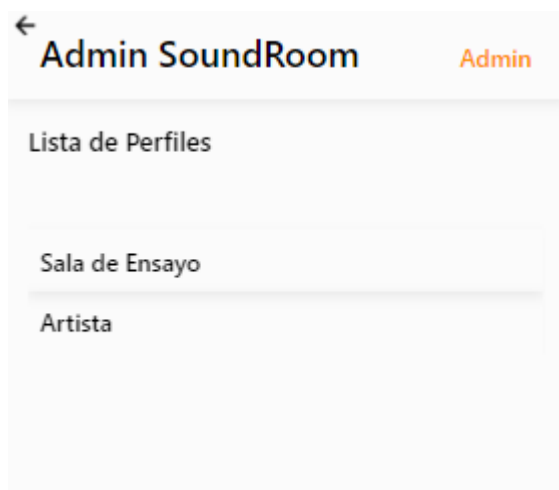 Admin SoundRoom Admin
Lista de Perfiles
Sala de Ensayo
Artista